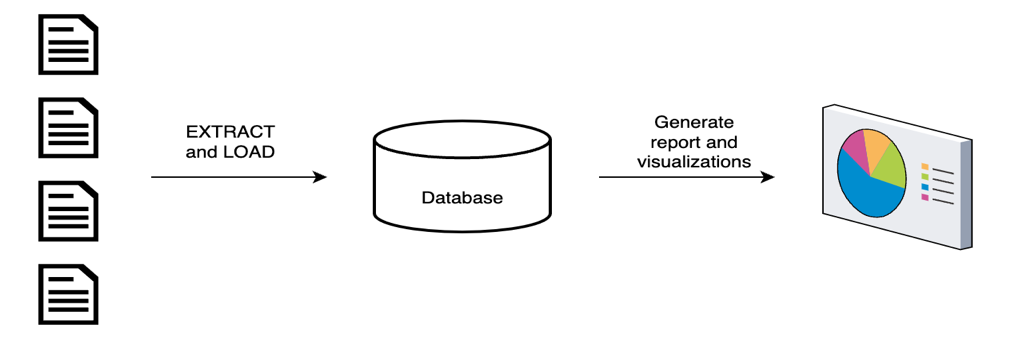 EXTRACT
and LOAD
Database
Generate
report and
visualizations